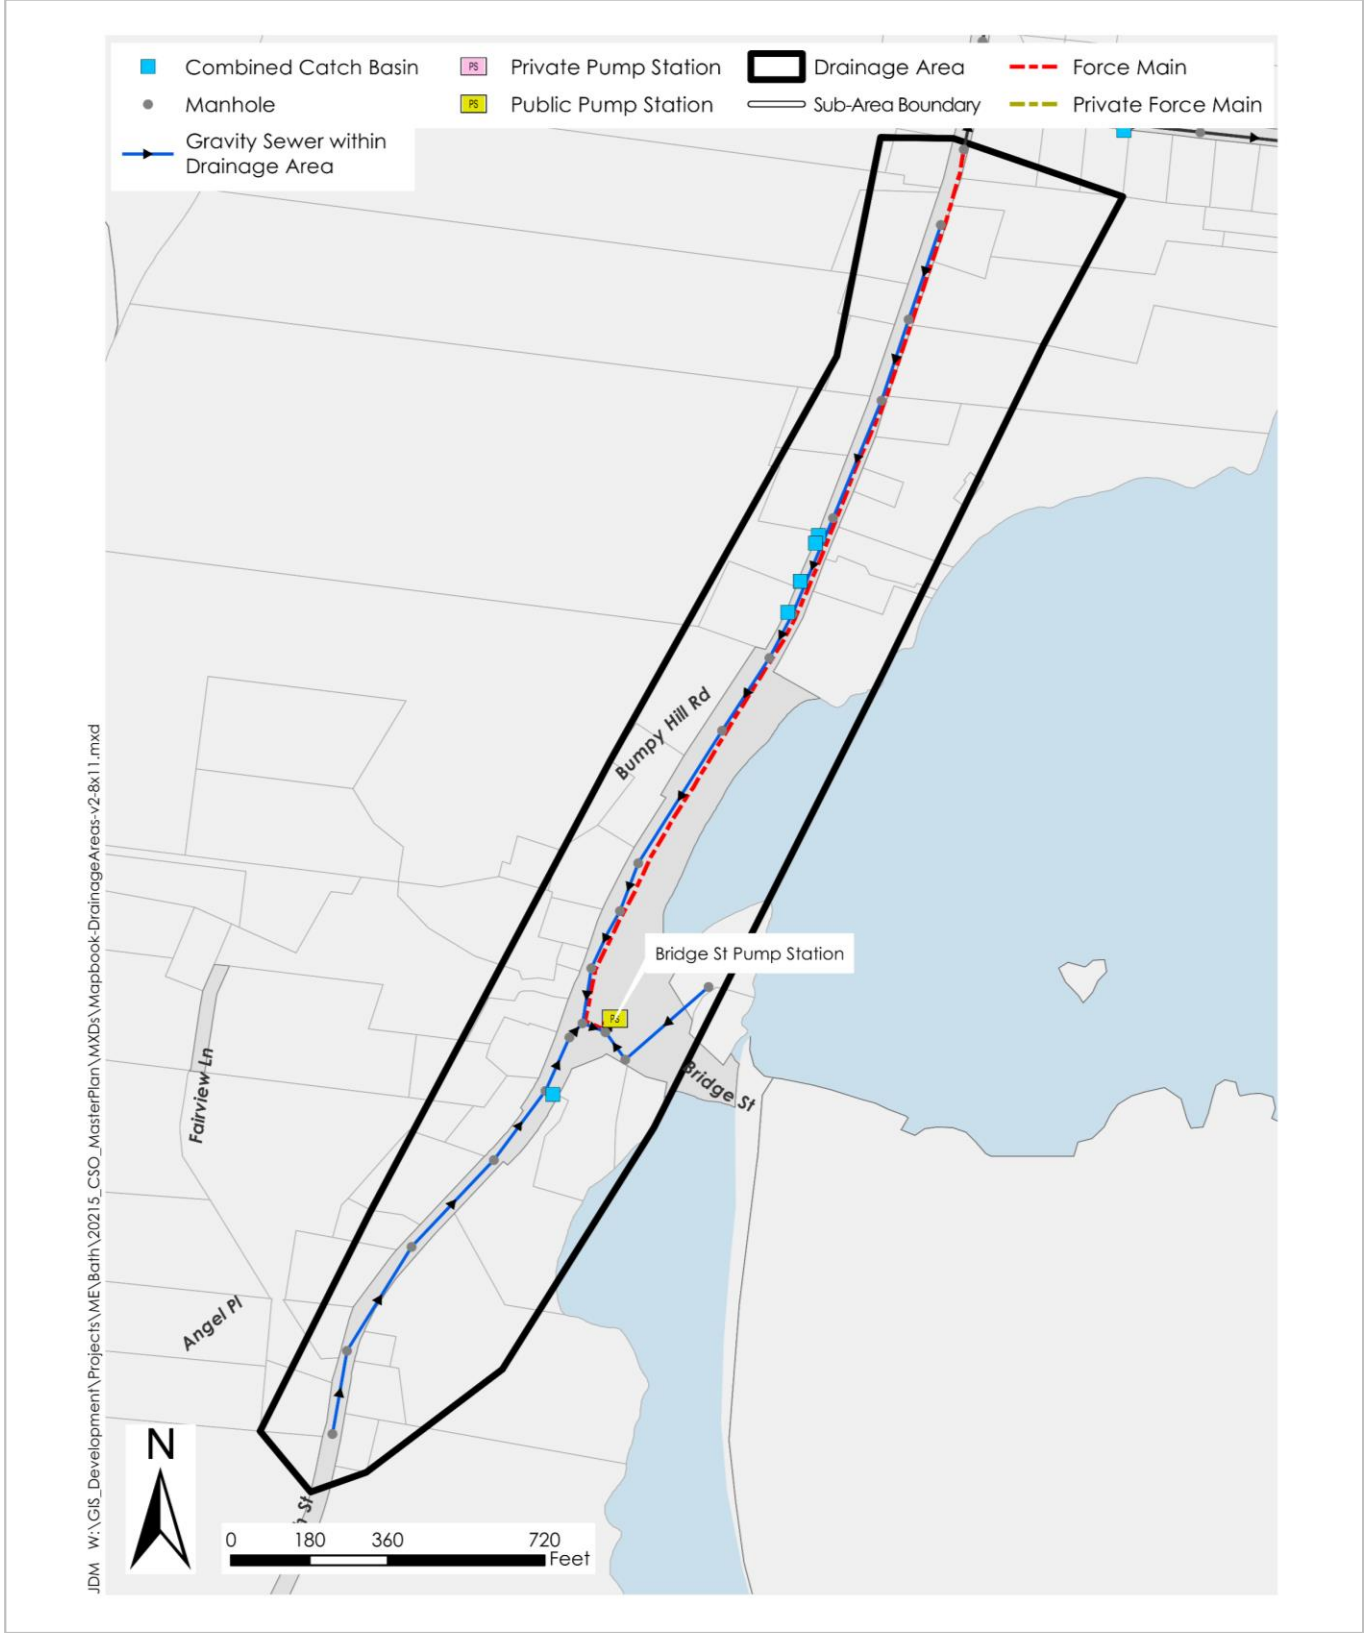 Combined Catch Basin
Manhole
Gravity Sewer within
Drainage Area
PS Private Pump Station
PS Public Pump Station
Drainage Area
Sub-Area Boundary
Force Main
Private Force Main
Bumpy Hill Rd
Bridge St Pump Station
PS
Bridge St
Fairview Ln
Angel Pl
St
N
0 180 360 720
Feet
JDM W:\GIS_Development\Projects\ME\Bath\20215_CSO_MasterPlan\MXDs\Mapbook-DrainageAreas-v2-8x11.mxd